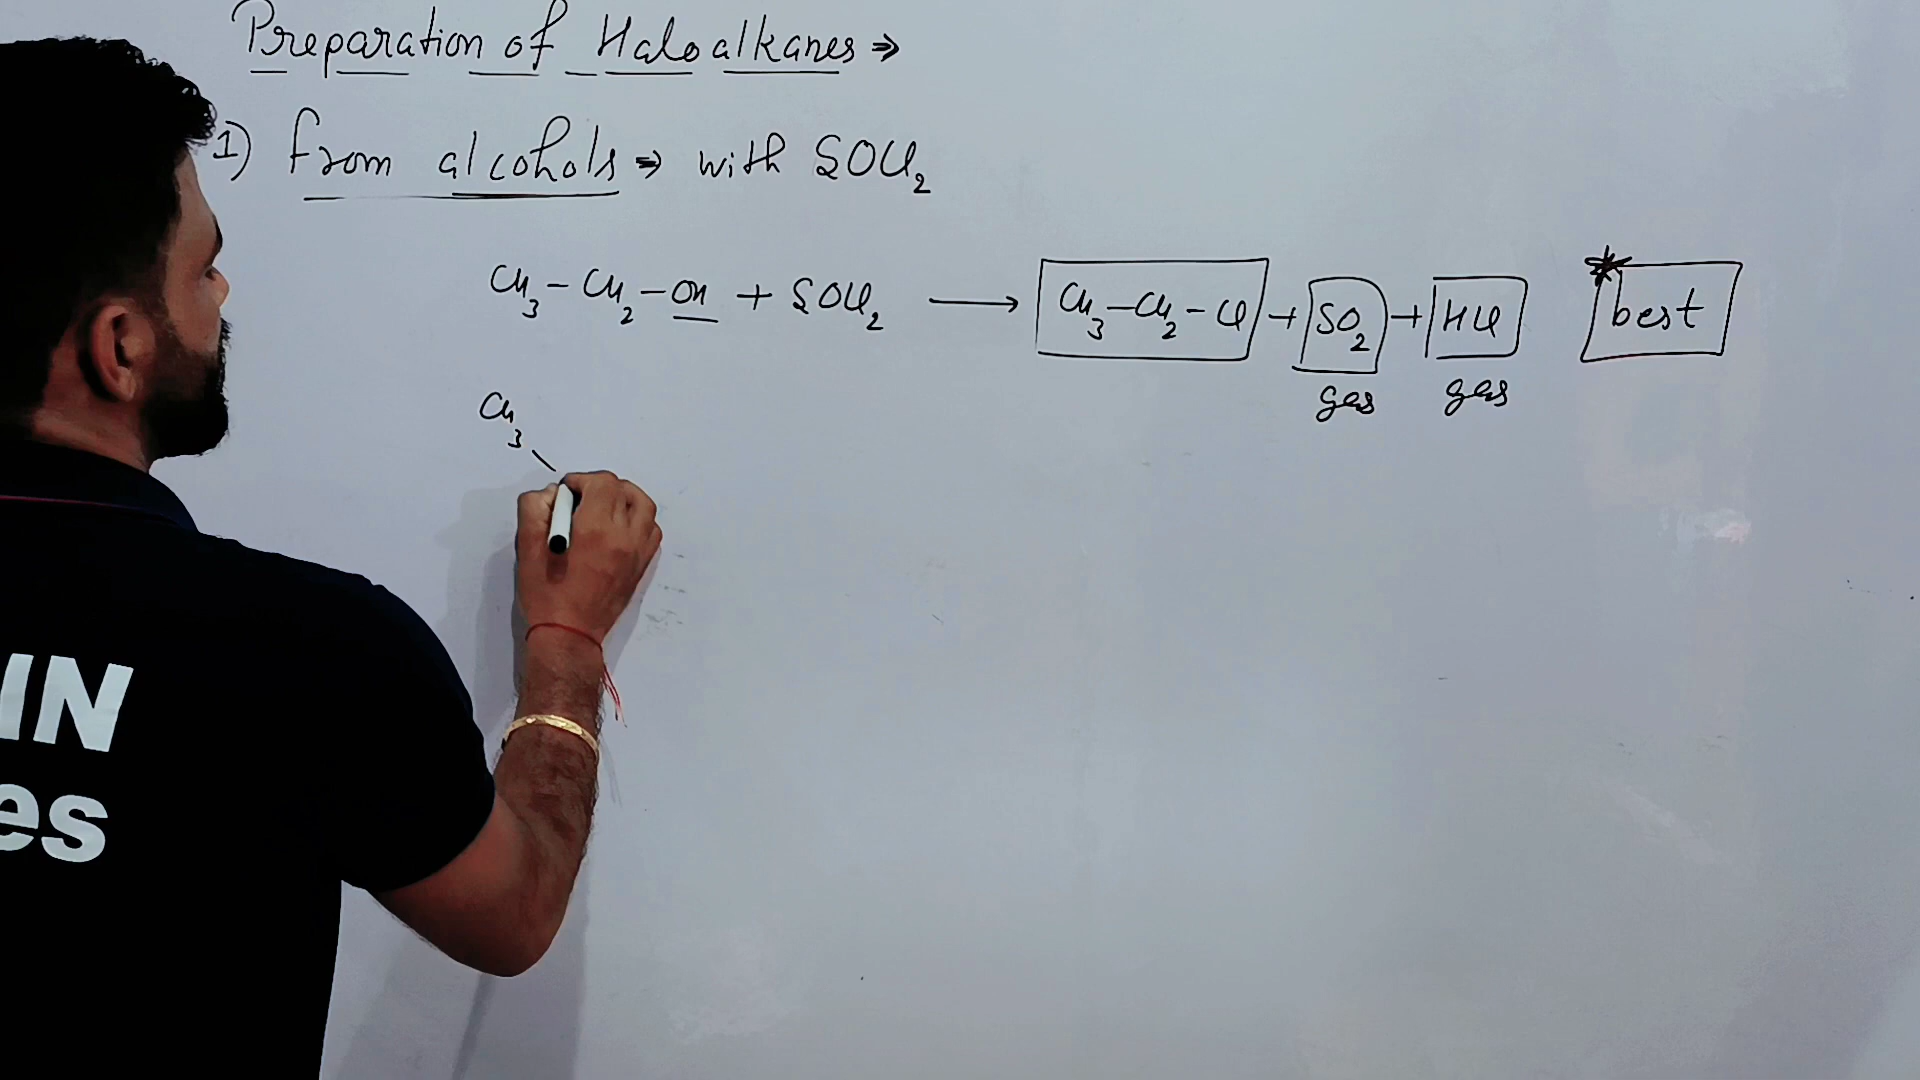 Preparation of Haloalkanes ⇒
1) from alcohols ⇒ with SOCl₂
CH₃-CH₂-OH + SOCl₂ → CH₃-CH₂-Cl + SO₂ + HCl * best
gas gas
CH₃
IN
es